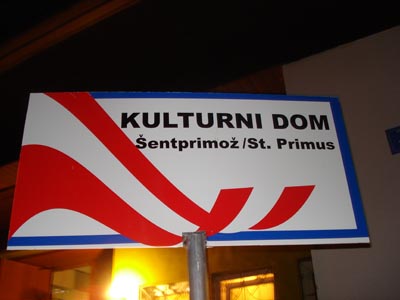 KULTURNI DOM
Šentprimož/St. Primus